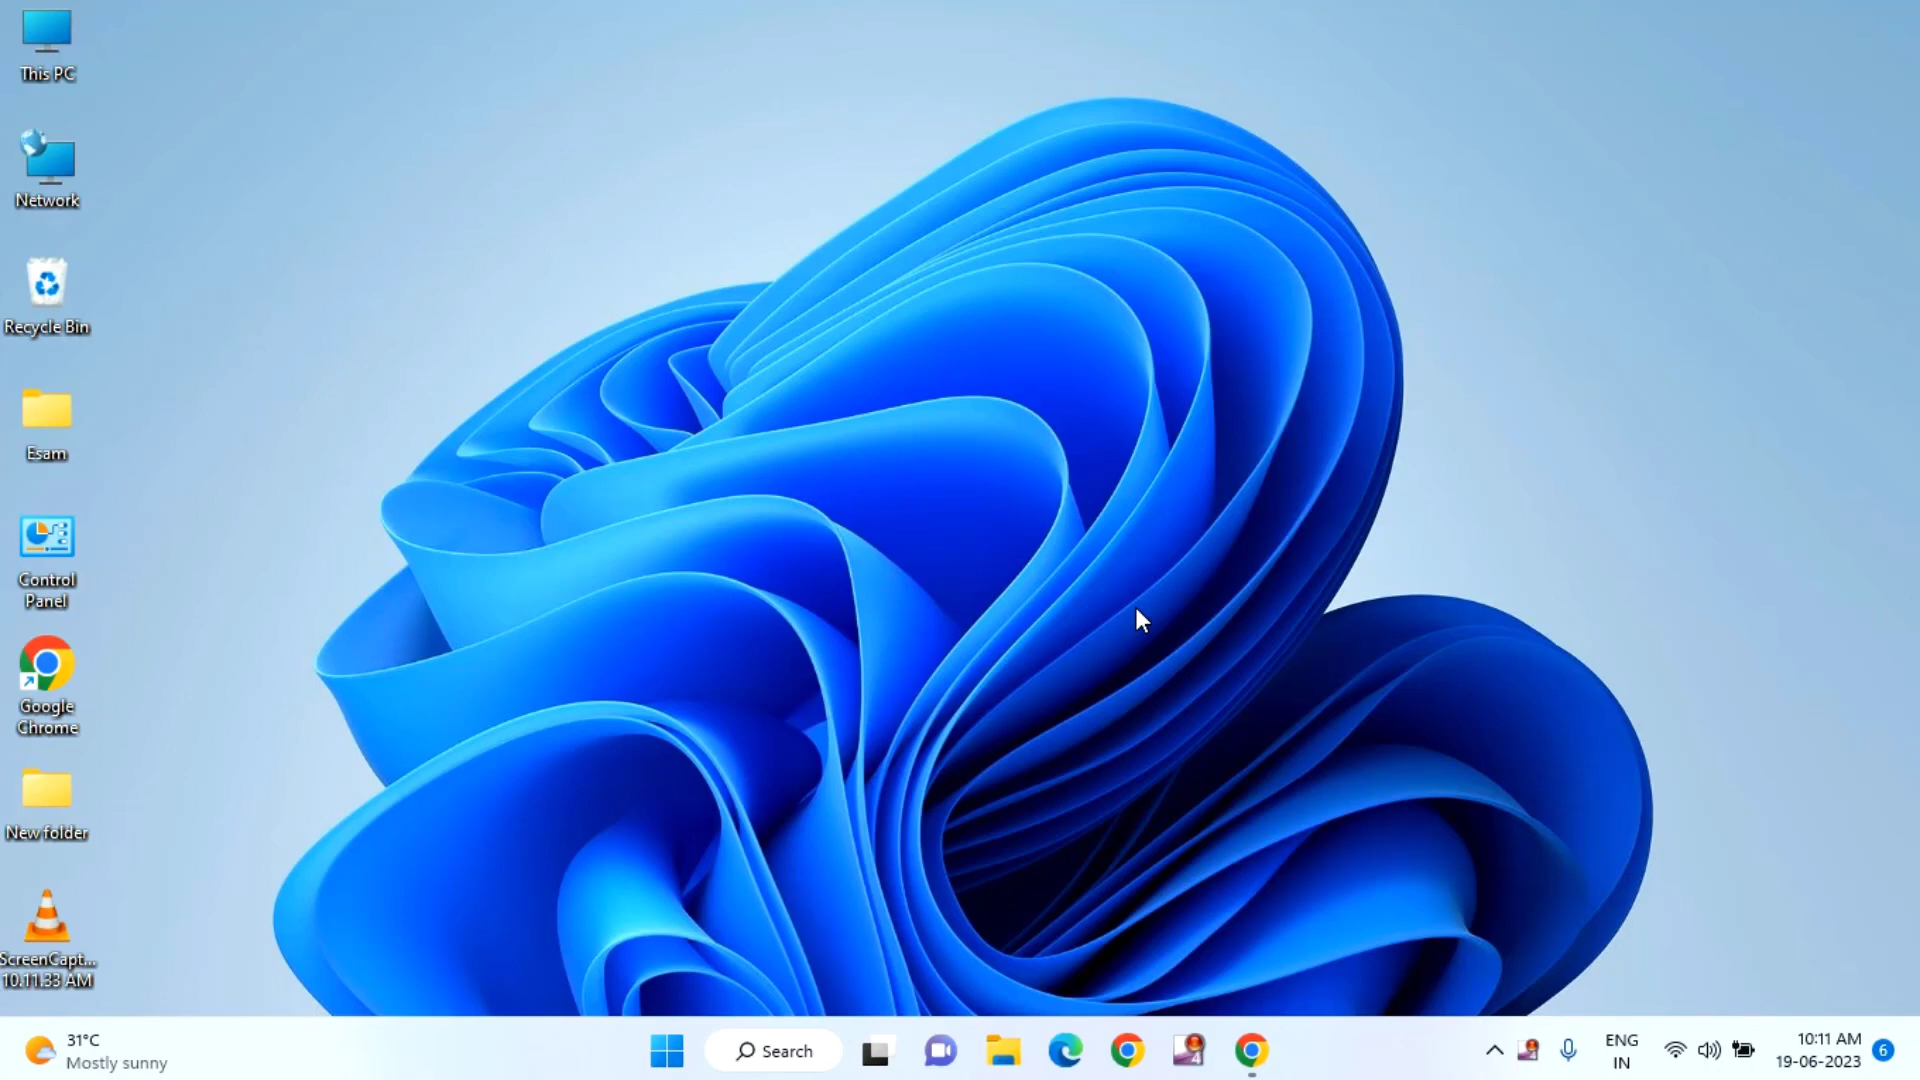 This PC
Network
Recycle Bin
Esam
Control
Panel
Google
Chrome
New folder
ScreenCapt...
10.11.33 AM
31°C
Mostly sunny
Search
4
ENG
IN
10:11 AM
19-06-2023
6